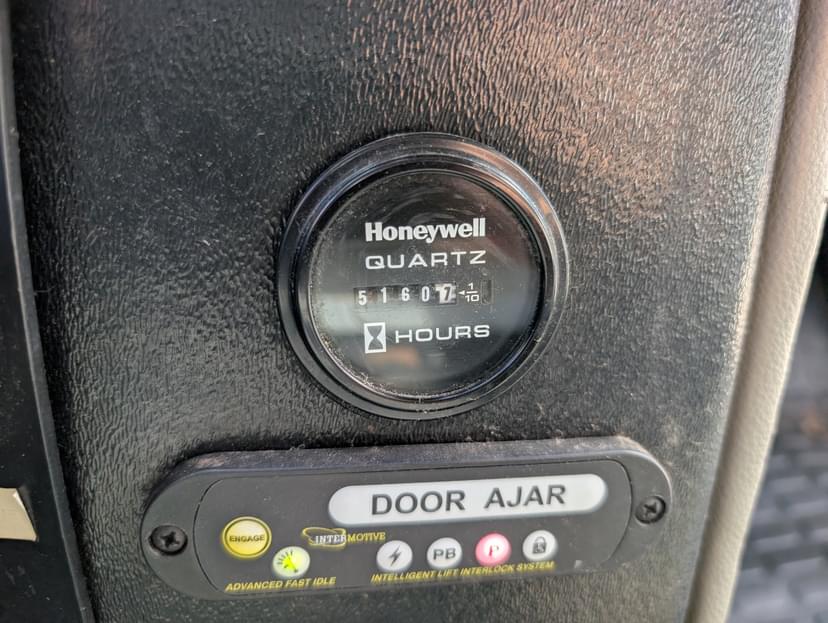 Honeywell
QUARTZ
51607 1/10
HOURS
DOOR AJAR
ENGAGE
INTERMOTIVE
PB P
ADVANCED FAST IDLE
INTELLIGENT LIFT INTERLOCK SYSTEM